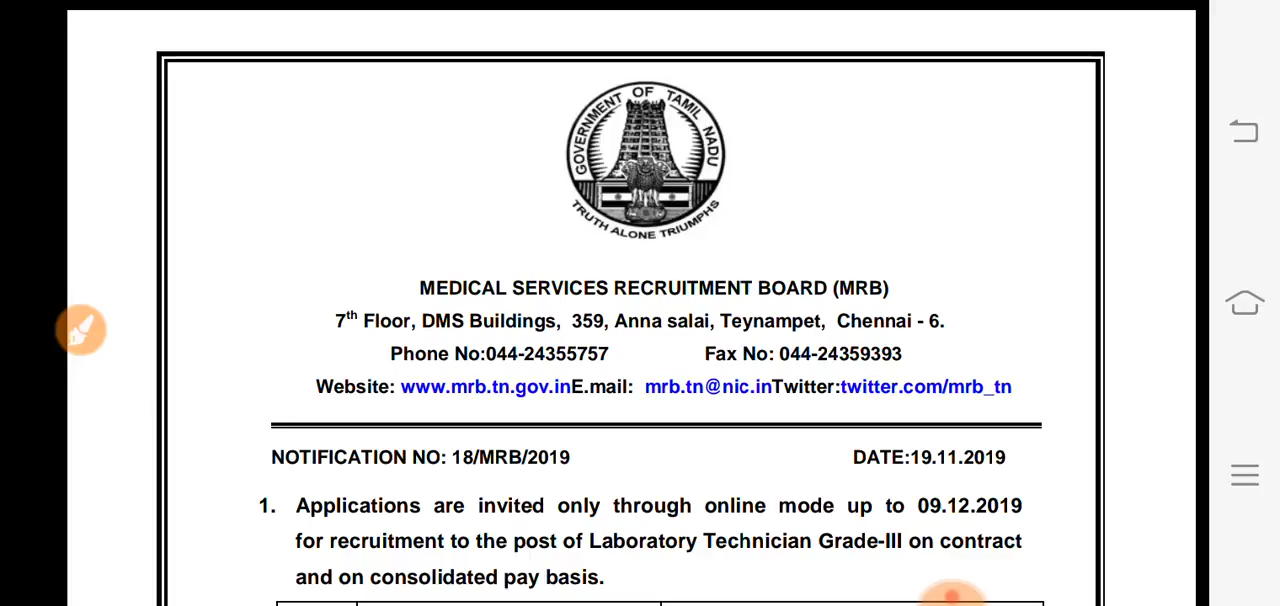 GOVERNMENT OF TAMIL NADU
TRUTH ALONE TRIUMPHS
MEDICAL SERVICES RECRUITMENT BOARD (MRB)
7th Floor, DMS Buildings, 359, Anna salai, Teynampet, Chennai - 6.
Phone No:044-24355757 Fax No: 044-24359393
Website: www.mrb.tn.gov.inE.mail: mrb.tn@nic.inTwitter:twitter.com/mrb_tn
NOTIFICATION NO: 18/MRB/2019 DATE:19.11.2019
1. Applications are invited only through online mode up to 09.12.2019
for recruitment to the post of Laboratory Technician Grade-III on contract
and on consolidated pay basis.